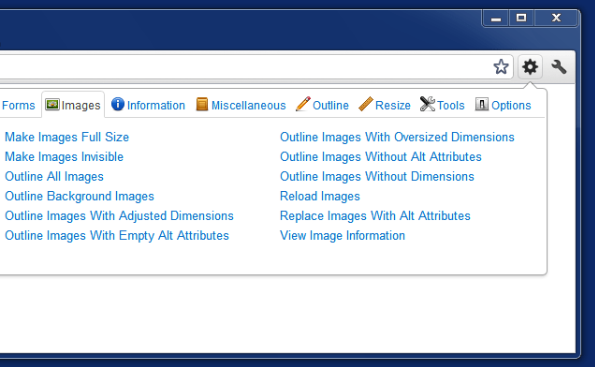 Forms Images Information Miscellaneous Outline Resize Tools Options
Make Images Full Size
Make Images Invisible
Outline All Images
Outline Background Images
Outline Images With Adjusted Dimensions
Outline Images With Empty Alt Attributes
Outline Images With Oversized Dimensions
Outline Images Without Alt Attributes
Outline Images Without Dimensions
Reload Images
Replace Images With Alt Attributes
View Image Information